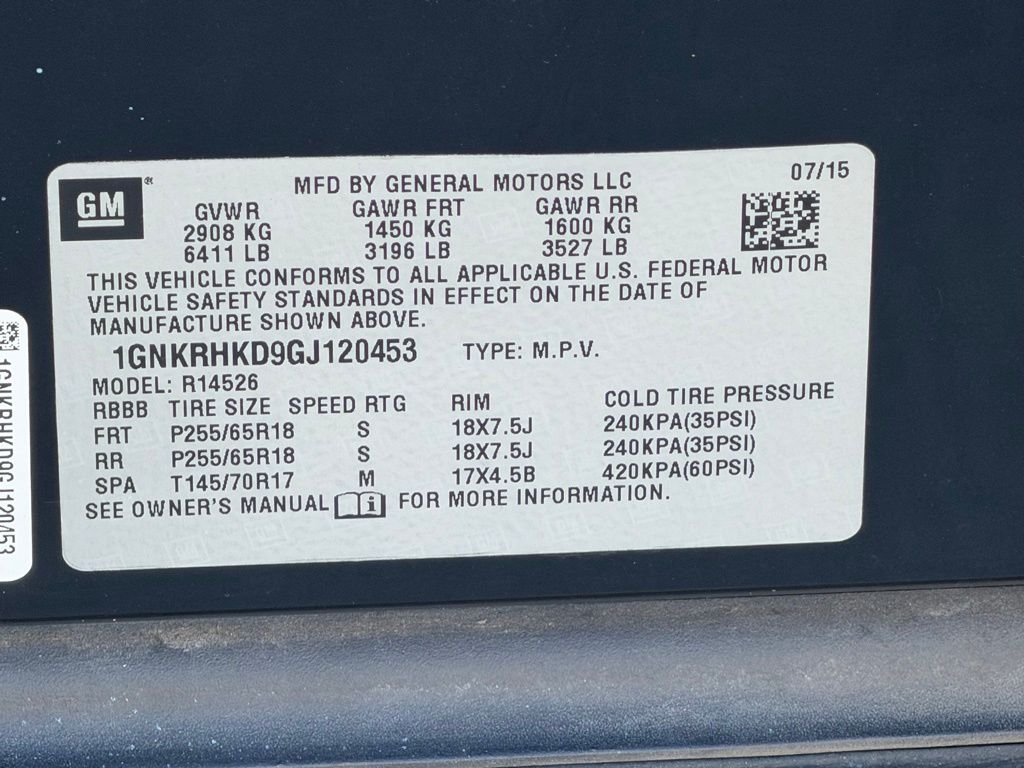 GM® MFD BY GENERAL MOTORS LLC 07/15
GVWR GAWR FRT GAWR RR
2908 KG 1450 KG 1600 KG
6411 LB 3196 LB 3527 LB
THIS VEHICLE CONFORMS TO ALL APPLICABLE U.S. FEDERAL MOTOR
VEHICLE SAFETY STANDARDS IN EFFECT ON THE DATE OF
MANUFACTURE SHOWN ABOVE.
1GNKRHKD9GJ120453 TYPE: M.P.V.
MODEL: R14526
RBBB TIRE SIZE SPEED RTG RIM COLD TIRE PRESSURE
FRT P255/65R18 S 18X7.5J 240KPA(35PSI)
RR P255/65R18 S 18X7.5J 240KPA(35PSI)
SPA T145/70R17 M 17X4.5B 420KPA(60PSI)
SEE OWNER'S MANUAL i FOR MORE INFORMATION.
1GNKRHKD9GJ120453